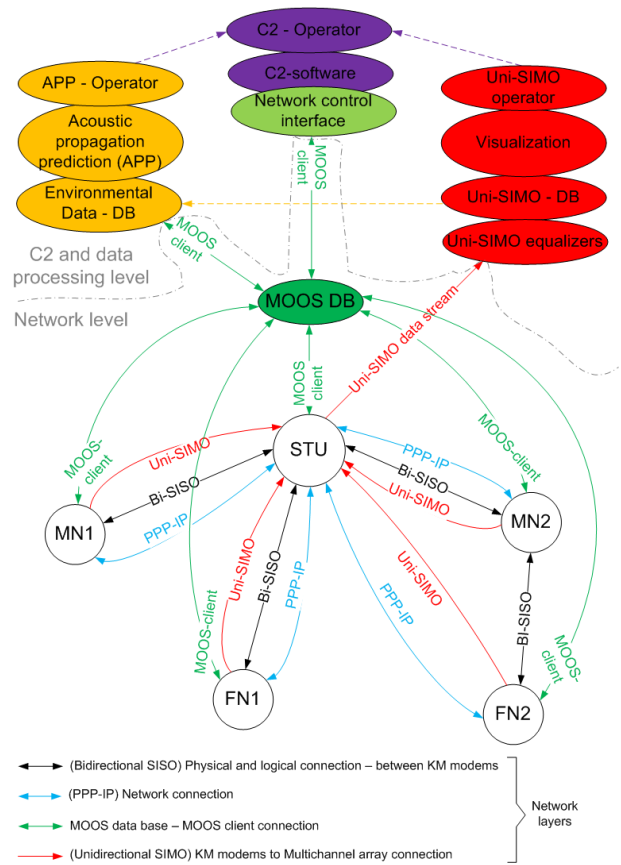 C2 - Operator
APP - Operator
C2-software
Uni-SIMO
operator
Network control
interface
Acoustic
propagation
prediction (APP)
Visualization
MOOS
client
Environmental
Data - DB
Uni-SIMO - DB
MOOS
client
Uni-SIMO equalizers
C2 and data
processing level
MOOS DB
Network level
Uni-SIMO data stream
MOOS
client
MOOS-
client
Uni-SIMO
STU
PPP-IP
MOOS-client
Bi-SISO
Bi-SISO
Uni-SIMO
MN1
PPP-IP
MN2
Uni-SIMO
Bi-SISO
PPP-IP
Uni-SIMO
PPP-IP
BI-SISO
MOOS-client
MOOS-
client
FN1
FN2
(Bidirectional SISO) Physical and logical connection – between KM modems
(PPP-IP) Network connection
MOOS data base – MOOS client connection
(Unidirectional SIMO) KM modems to Multichannel array connection
Network
layers